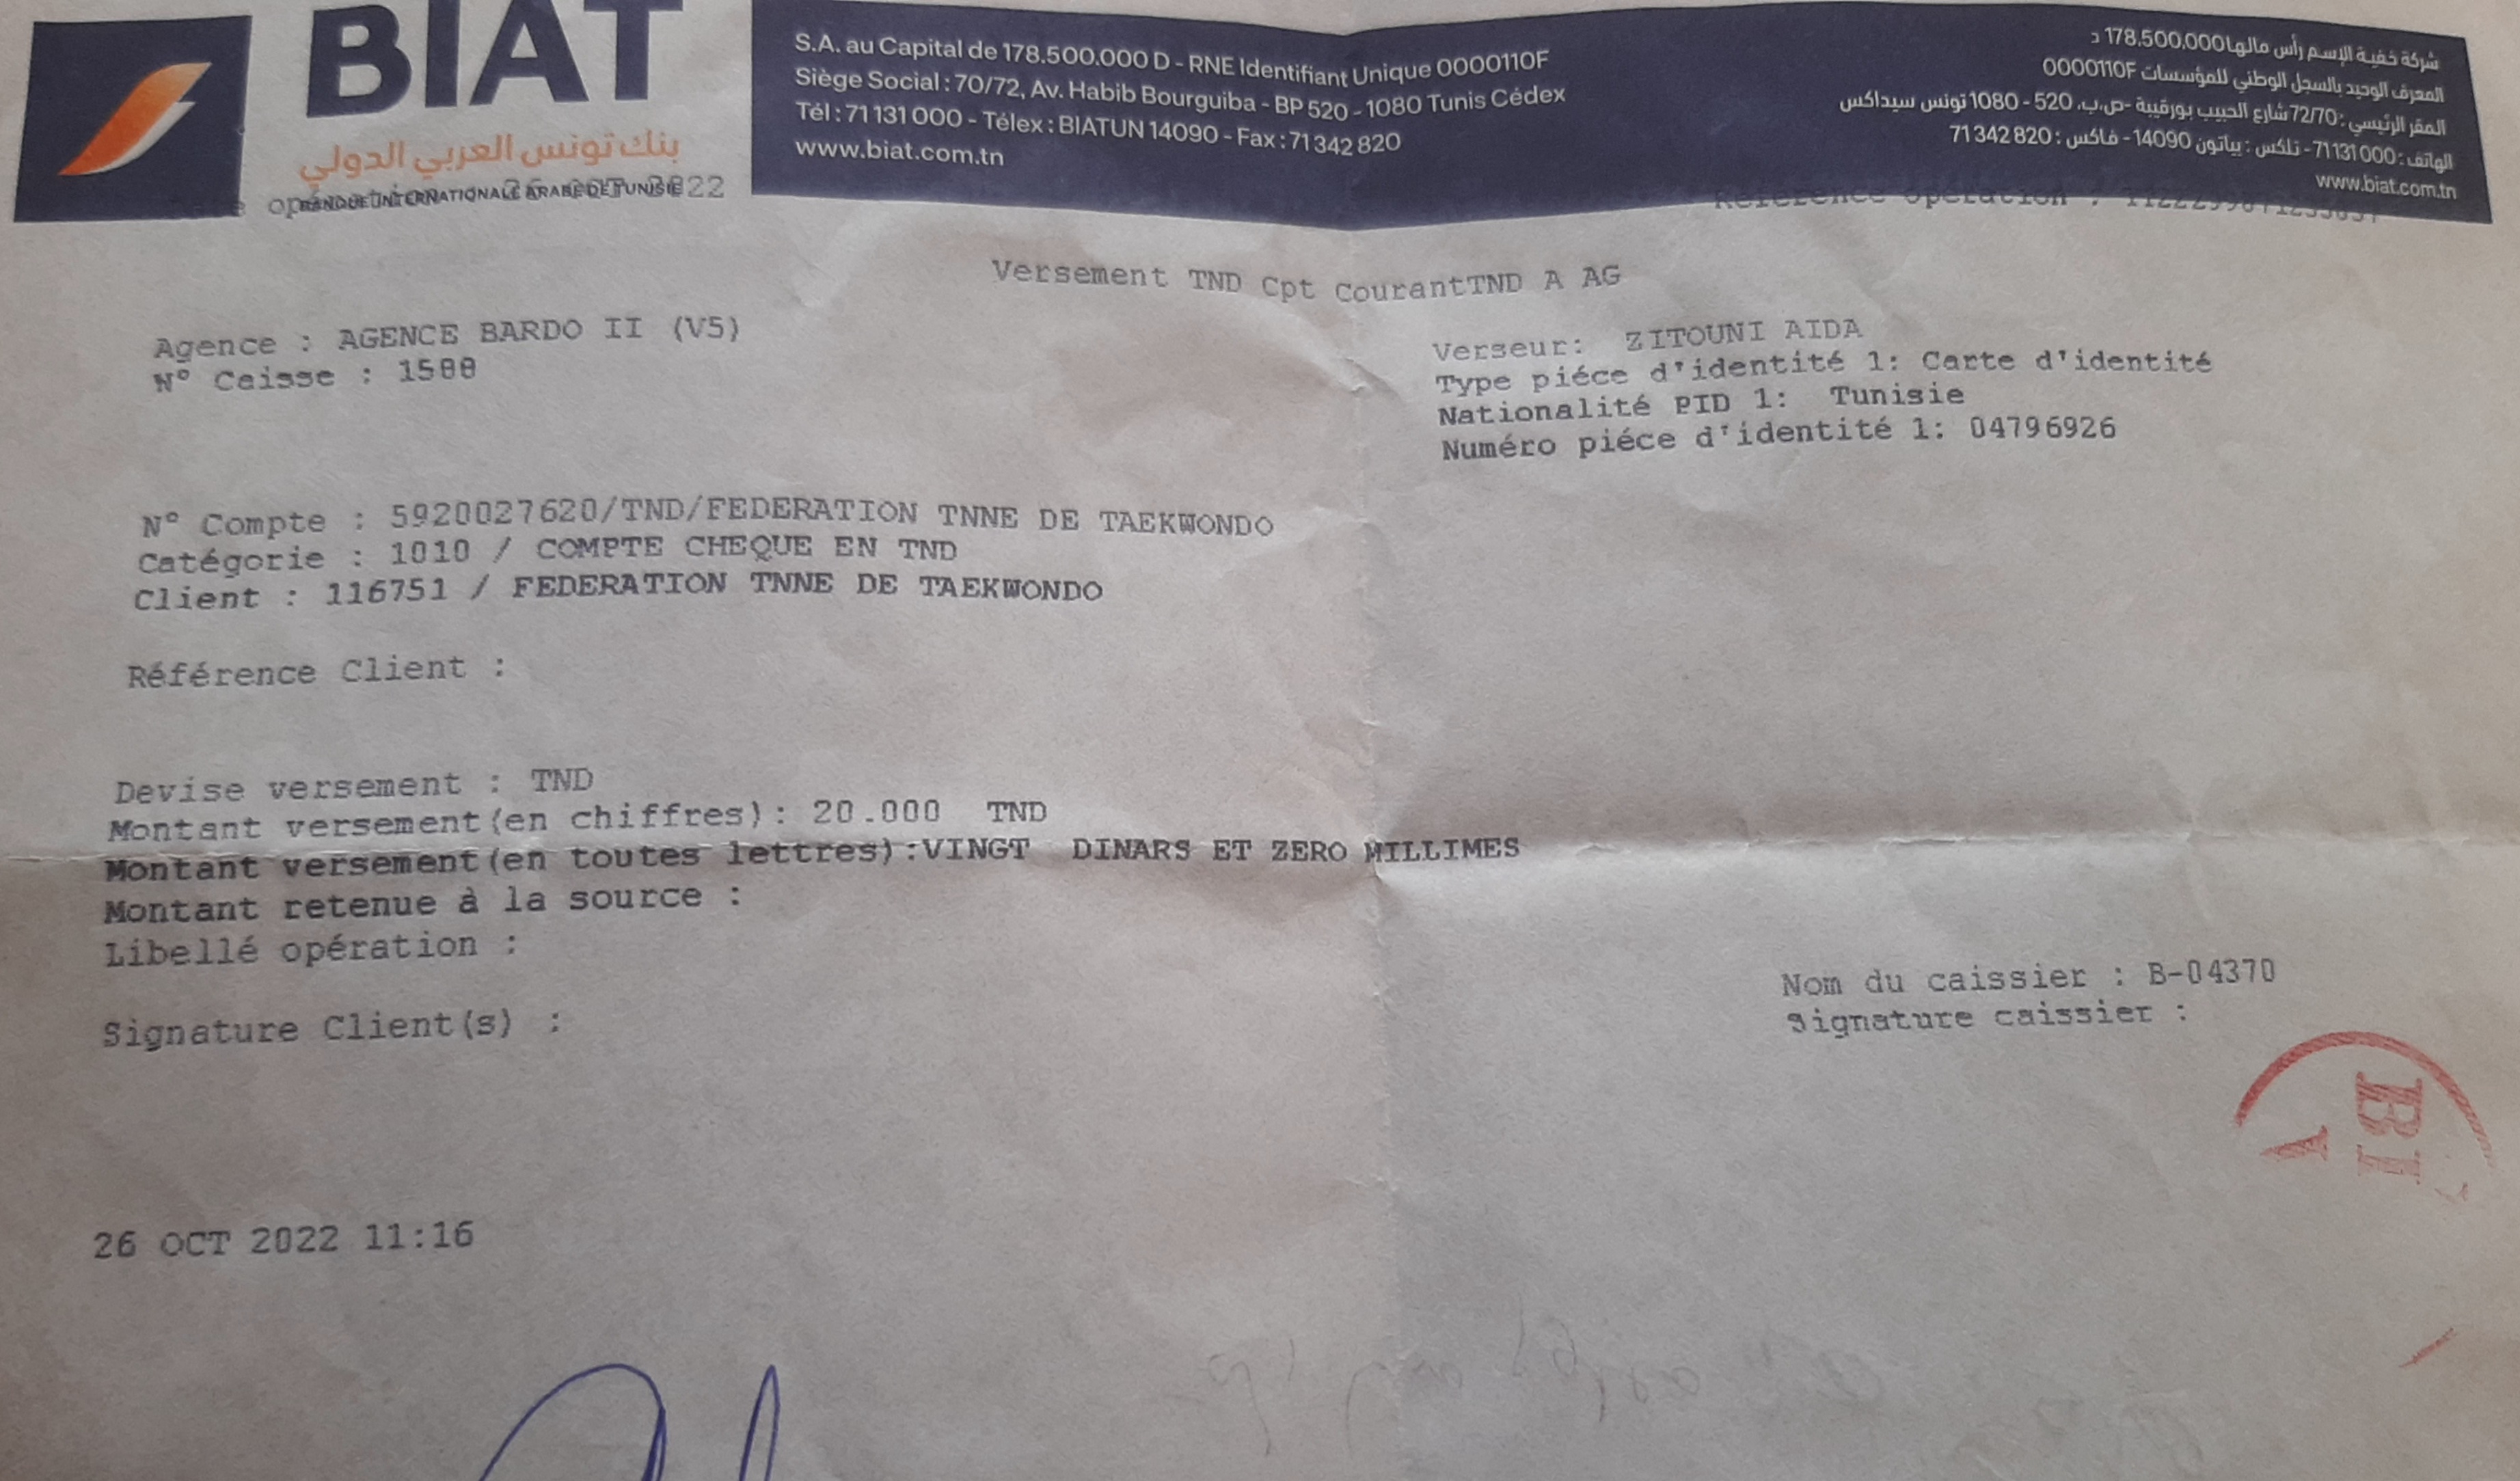 BIAT
بنك تونس العربي الدولي
BANQUE INTERNATIONALE ARABE DE TUNISIE
S.A. au Capital de 178.500.000 D - RNE Identifiant Unique 0000110F
Siège Social : 70/72, Av. Habib Bourguiba - BP 520 - 1080 Tunis Cédex
Tél : 71 131 000 - Télex : BIATUN 14090 - Fax : 71 342 820
www.biat.com.tn
شركة خفية الإسم رأس مالها 178.500.000 د
المعرف الوحيد بالسجل الوطني للمؤسسات 0000110F
المقر الرئيسي : 72/70 شارع الحبيب بورقيبة -ص.ب. 520 - 1080 تونس سيداكس
الهاتف : 71131000 - تلكس : بياتون 14090 - فاكس : 71 342 820
www.biat.com.tn
Référence opération :
Versement TND Cpt CourantTND A AG
Agence : AGENCE BARDO II (V5)
N° Caisse : 1500
Verseur: ZITOUNI AIDA
Type piéce d'identité 1: Carte d'identité
Nationalité PID 1: Tunisie
Numéro piéce d'identité 1: 04796926
N° Compte : 5920027620/TND/FEDERATION TNNE DE TAEKWONDO
Catégorie : 1010 / COMPTE CHEQUE EN TND
Client : 116751 / FEDERATION TNNE DE TAEKWONDO
Référence Client :
Devise versement : TND
Montant versement(en chiffres): 20.000 TND
Montant versement(en toutes lettres):VINGT DINARS ET ZERO MILLIMES
Montant retenue à la source :
Libellé opération :
Nom du caissier : B-04370
Signature caissier :
Signature Client(s) :
BI
26 OCT 2022 11:16